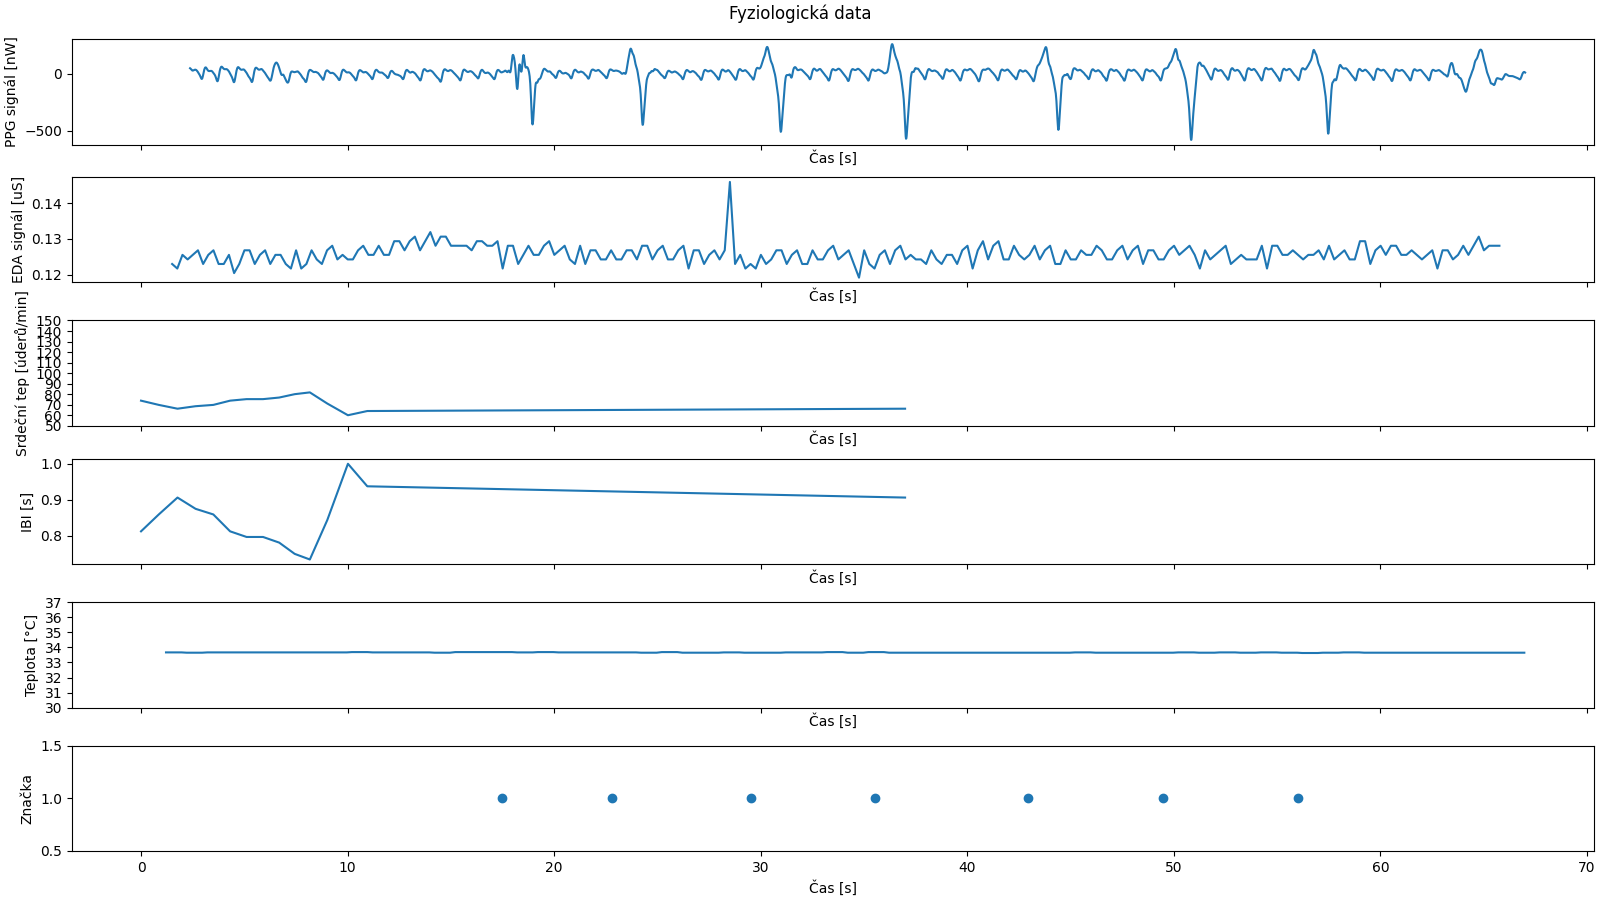 Fyziologická data
PPG signál [nW]
0
−500
Čas [s]
EDA signál [uS]
0.14
0.13
0.12
Čas [s]
Srdeční tep [úderů/min]
150
140
130
120
110
100
90
80
70
60
50
Čas [s]
IBI [s]
1.0
0.9
0.8
Čas [s]
Teplota [°C]
37
36
35
34
33
32
31
30
Čas [s]
Značka
1.5
1.0
0.5
0 10 20 30 40 50 60 70
Čas [s]